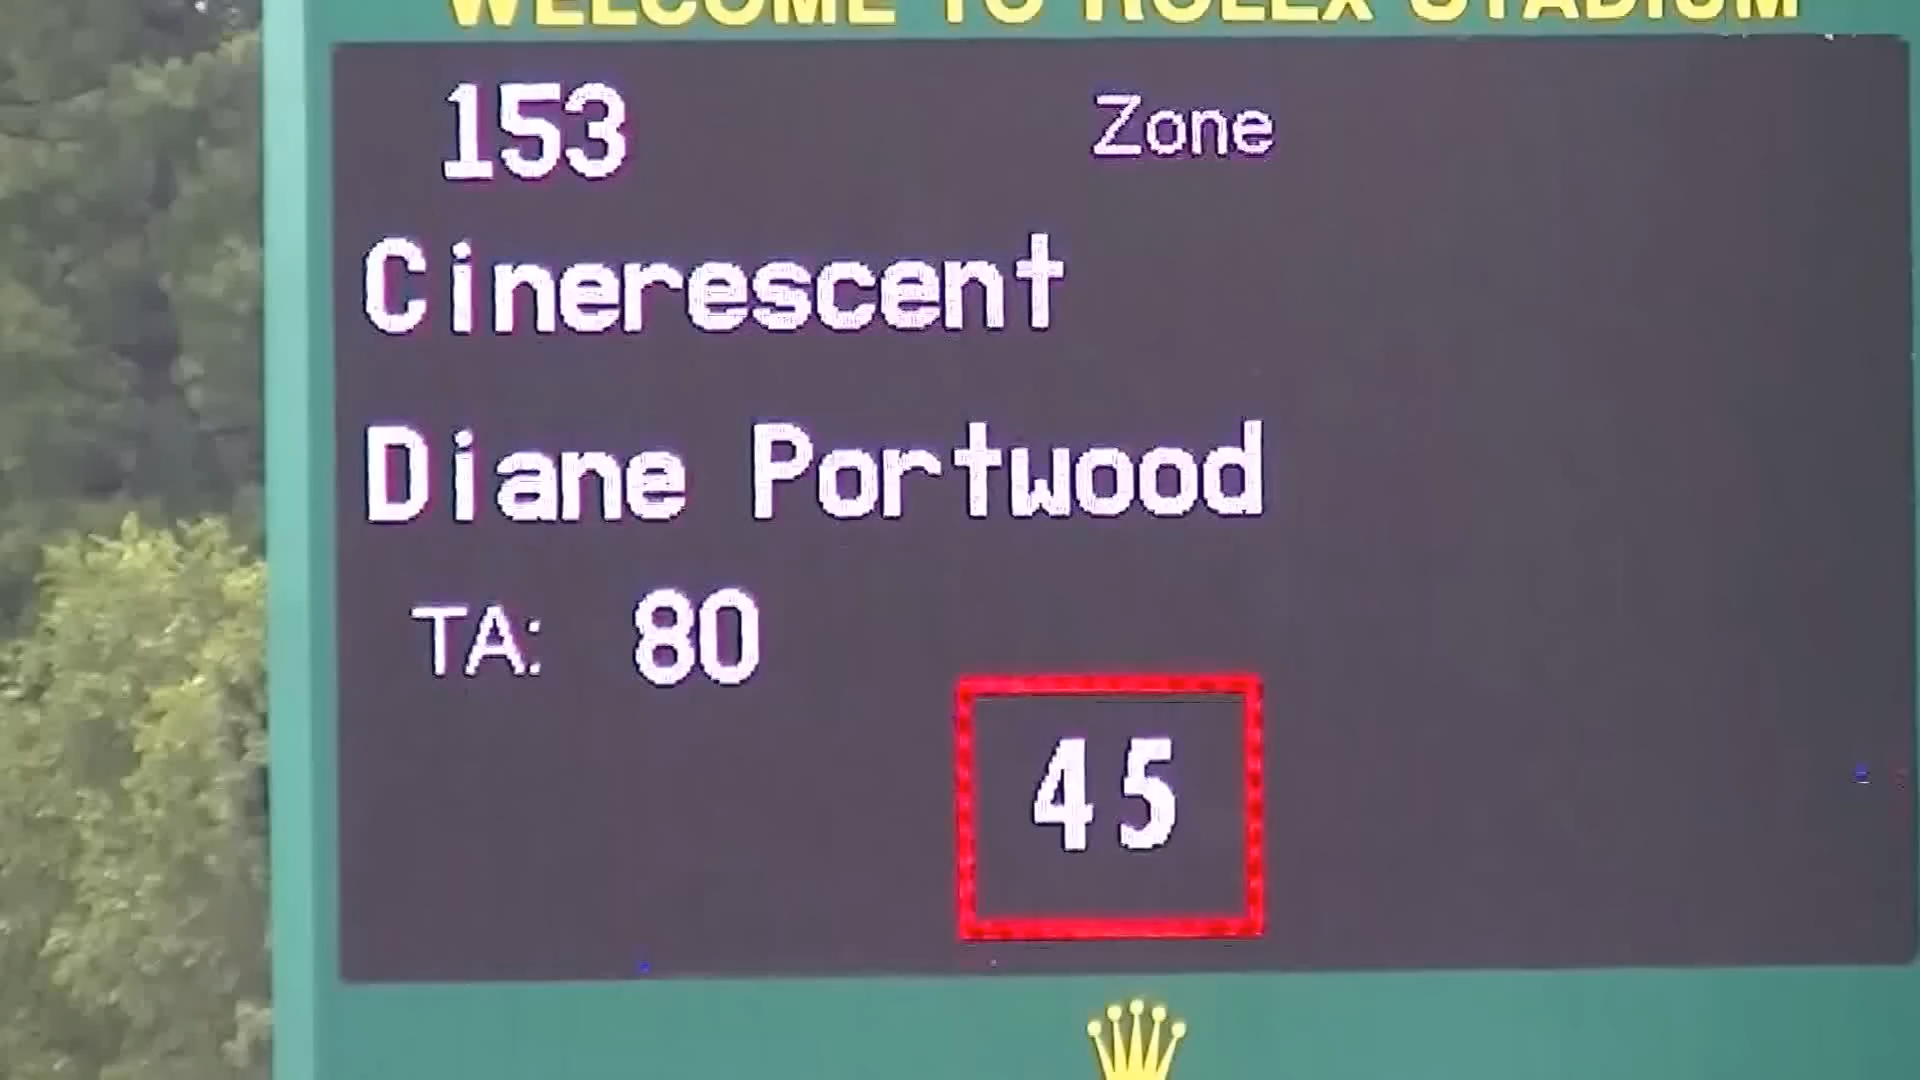 WELCOME TO ROLEX STADIUM
153 Zone
Cinerescent
Diane Portwood
TA: 80
45